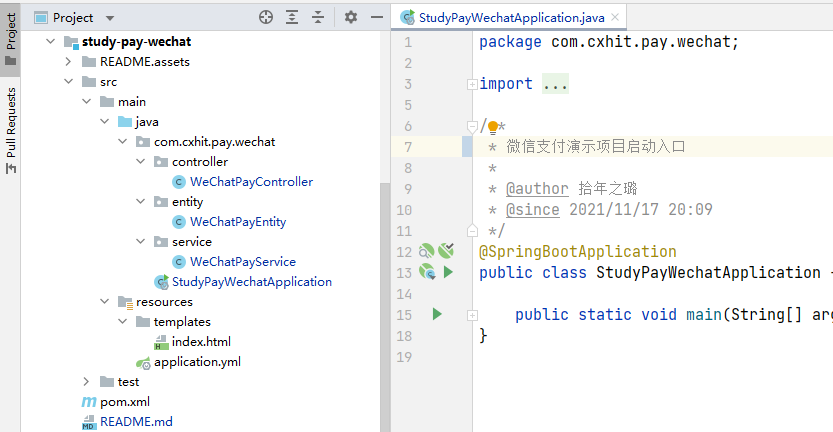 Project
Pull Requests
Project
study-pay-wechat
README.assets
src
main
java
com.cxhit.pay.wechat
controller
WeChatPayController
entity
WeChatPayEntity
service
WeChatPayService
StudyPayWechatApplication
resources
templates
index.html
application.yml
test
pom.xml
README.md
StudyPayWechatApplication.java
1 package com.cxhit.pay.wechat;
2
3 import ...
5
6 /**
7 * 微信支付演示项目启动入口
8 *
9 * @author 拾年之璐
10 * @since 2021/11/17 20:09
11 */
12 @SpringBootApplication
13 public class StudyPayWechatApplication {
14
15 public static void main(String[] arg
18 }
19